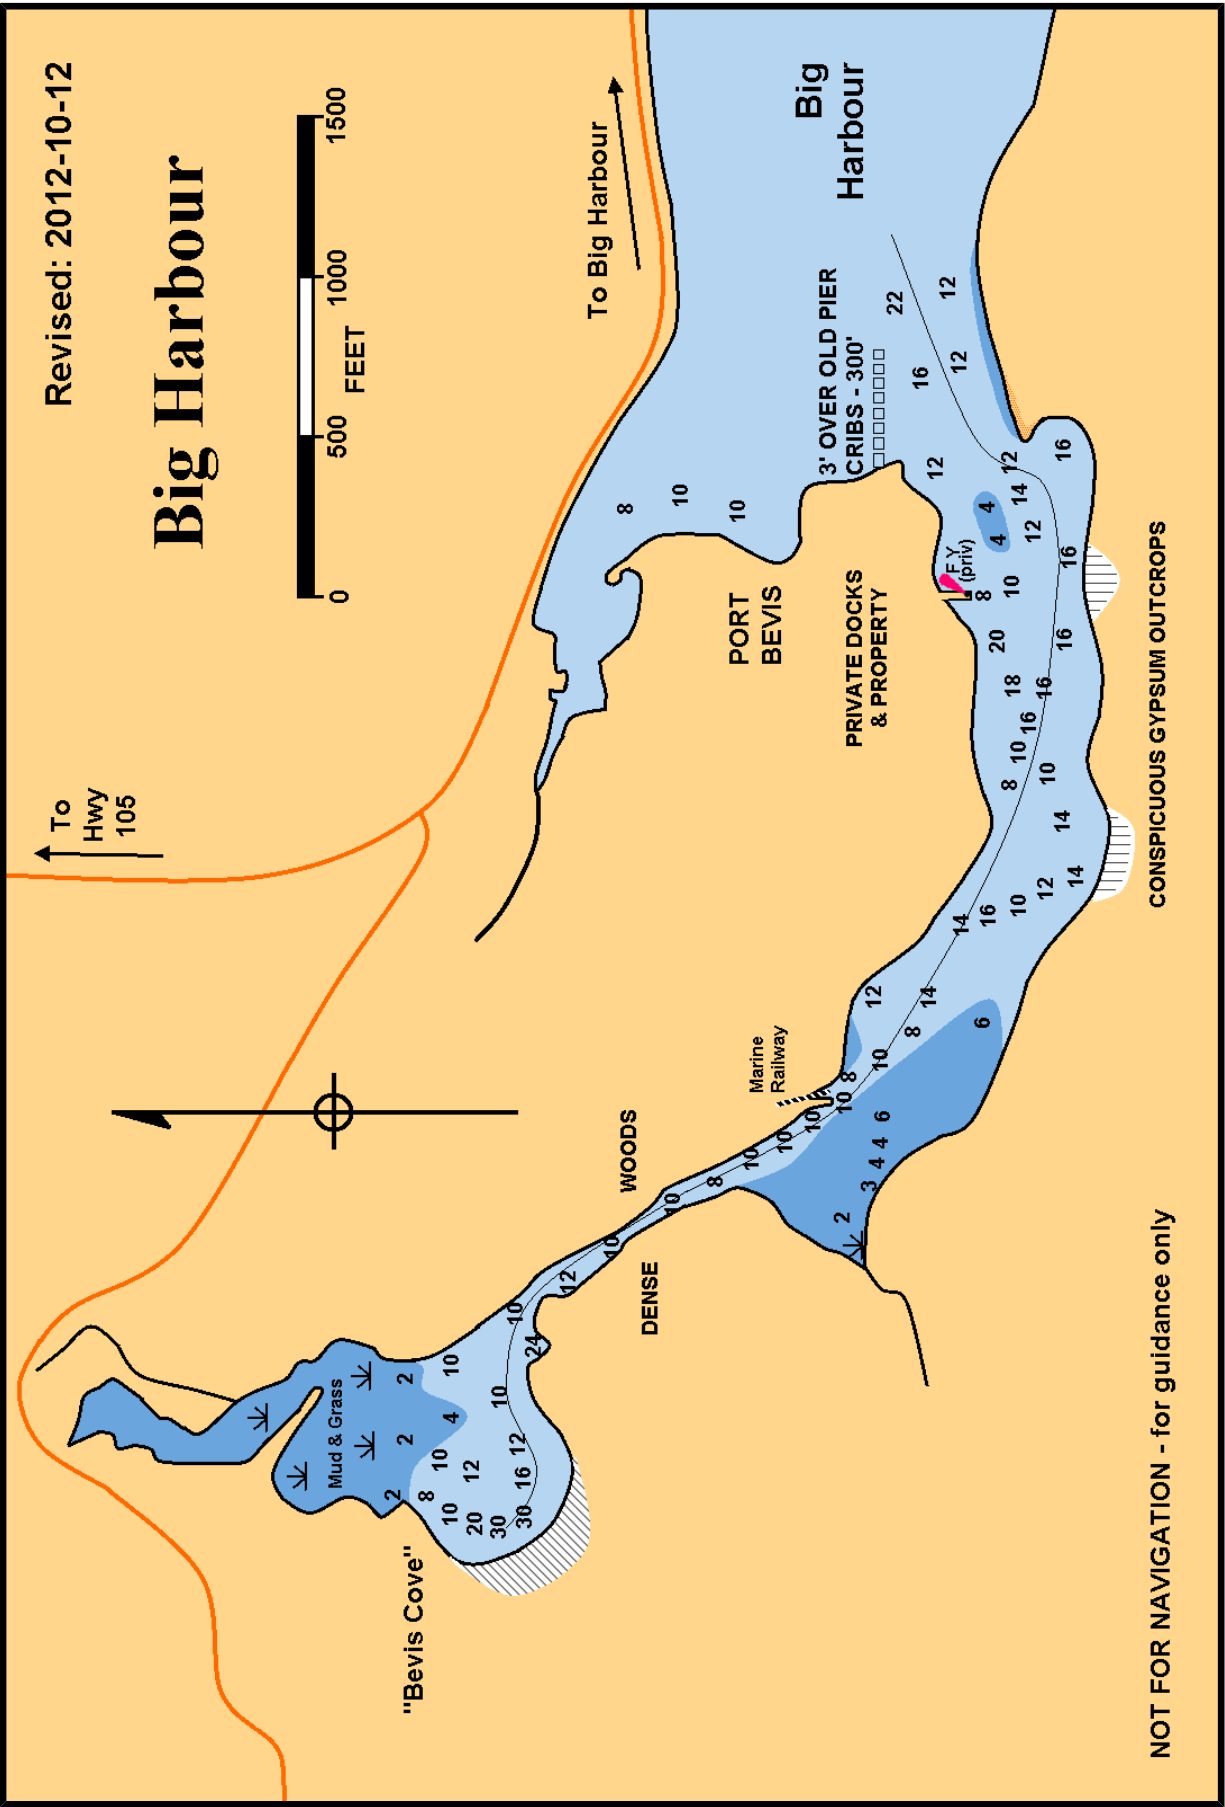 Revised: 2012-10-12
Big Harbour
0 500 1000 1500
FEET
To
Hwy
105
To Big Harbour
Big
Harbour
3' OVER OLD PIER
CRIBS - 300'
PORT
BEVIS
PRIVATE DOCKS
& PROPERTY
F Y
(priv)
Marine
Railway
WOODS
DENSE
Mud & Grass
"Bevis Cove"
CONSPICUOUS GYPSUM OUTCROPS
NOT FOR NAVIGATION - for guidance only
8
10
10
22
12
16
12
12
12
16
14
4
4
12
16
8
10
20
16
18
16
16
10
8
10
14
14
12
10
16
14
12
14
6
8
10
8
10
10
10
10
8
6
4
4
3
2
10
10
12
10
24
10
10
4
2
2
2
10
12
8
10
20
30
30
16
12